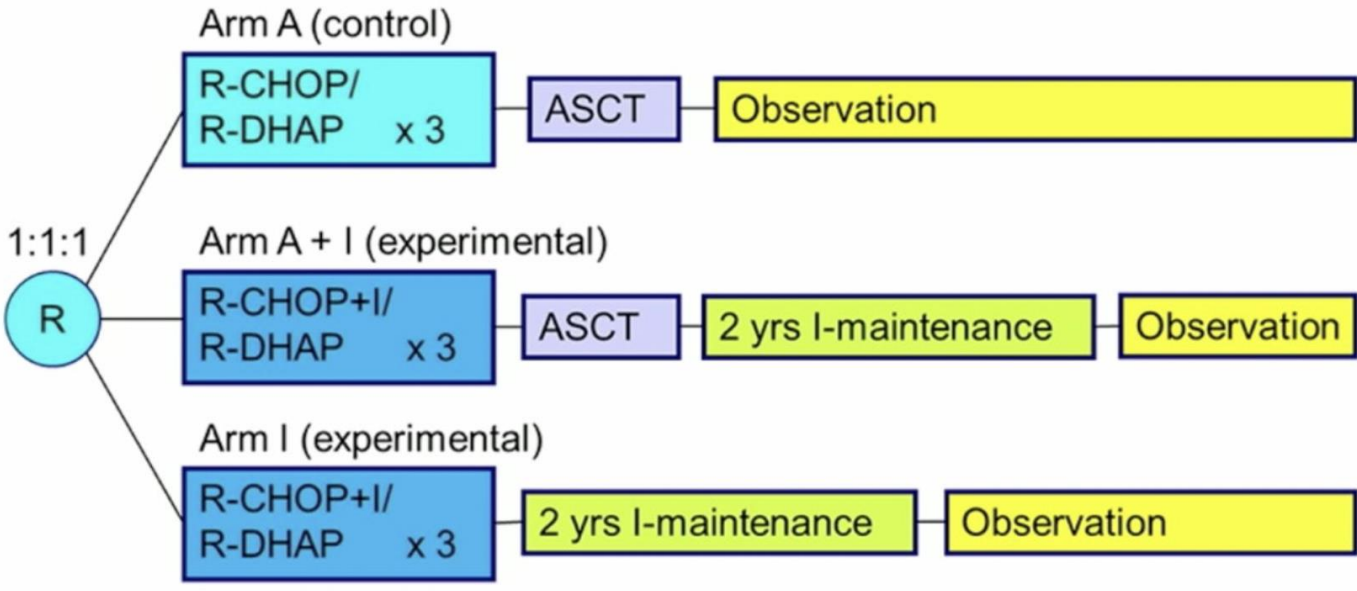 Arm A (control)
R-CHOP/
R-DHAP x 3
ASCT
Observation
1:1:1
R
Arm A + I (experimental)
R-CHOP+I/
R-DHAP x 3
ASCT
2 yrs I-maintenance
Observation
Arm I (experimental)
R-CHOP+I/
R-DHAP x 3
2 yrs I-maintenance
Observation